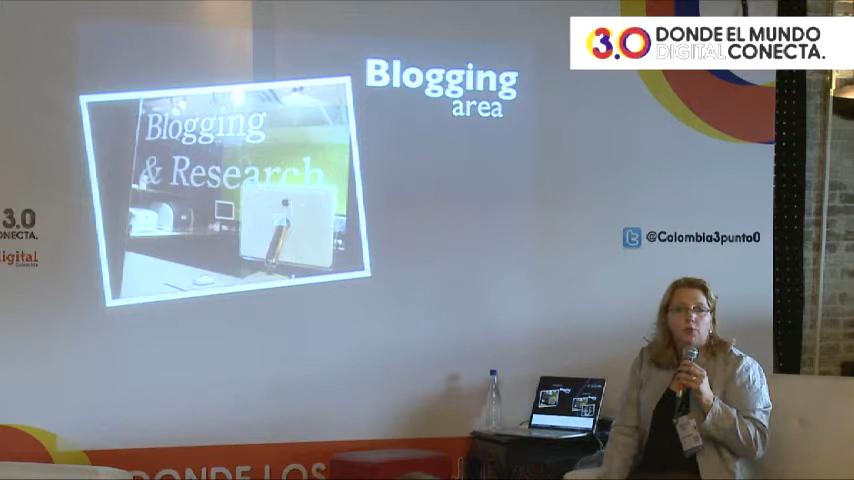 3.0 DONDE EL MUNDO
DIGITAL CONECTA.
Blogging
area
Blogging
& Research
3.0
CONECTA.
digital
@Colombia3punto0
DONDE LOS